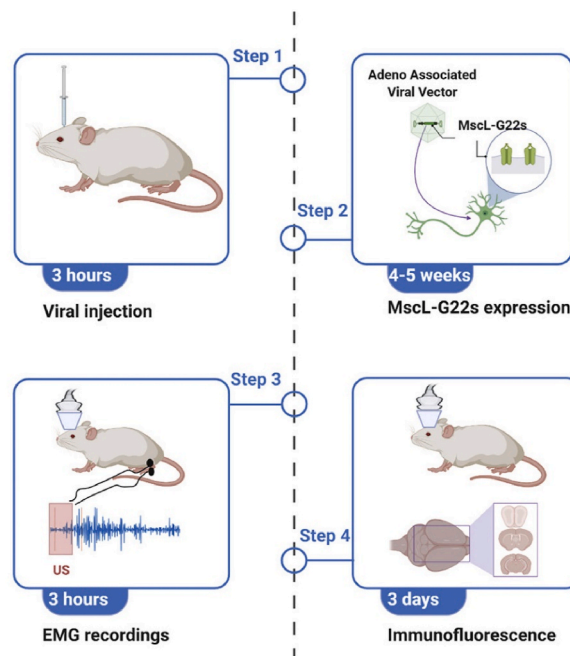 Step 1
3 hours
Viral injection
Step 2
Adeno Associated
Viral Vector
MscL-G22s
4-5 weeks
MscL-G22s expression
Step 3
US
3 hours
EMG recordings
Step 4
3 days
Immunofluorescence